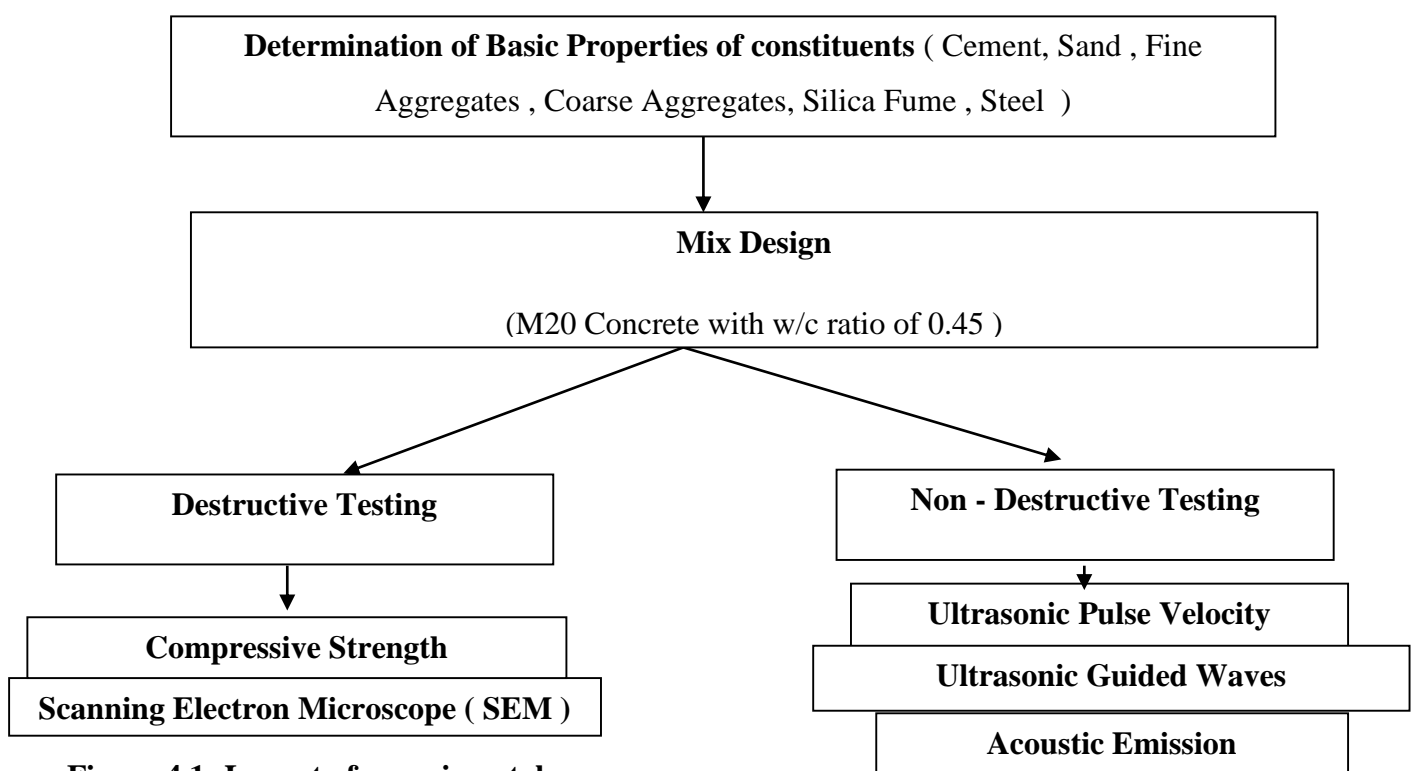 Determination of Basic Properties of constituents ( Cement, Sand , Fine
Aggregates , Coarse Aggregates, Silica Fume , Steel )
Mix Design
(M20 Concrete with w/c ratio of 0.45 )
Destructive Testing
Non - Destructive Testing
Compressive Strength
Scanning Electron Microscope ( SEM )
Ultrasonic Pulse Velocity
Ultrasonic Guided Waves
Acoustic Emission